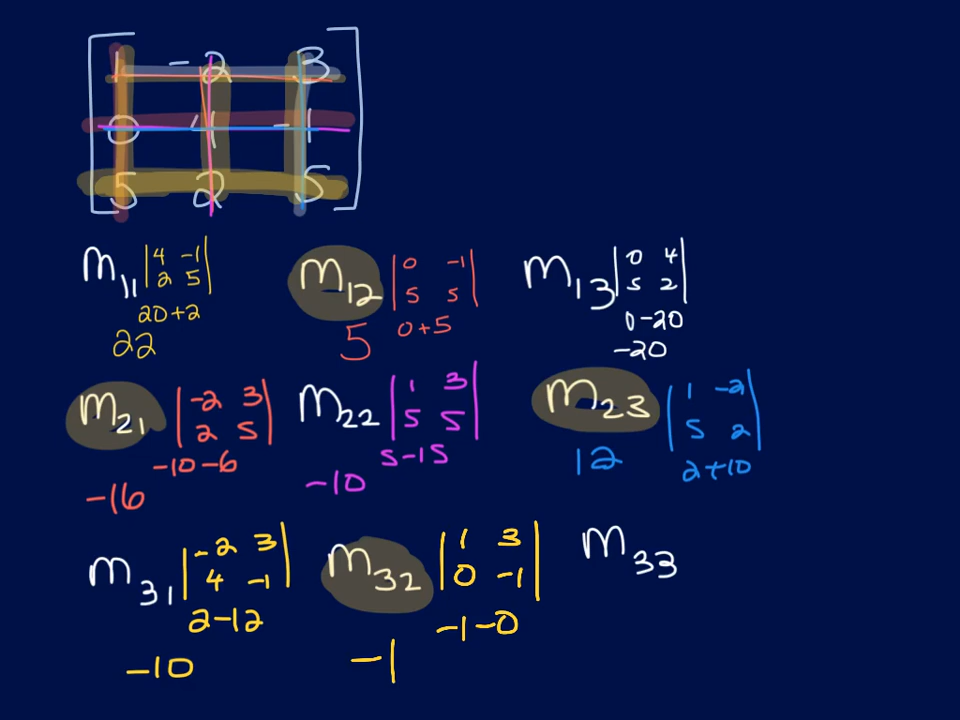 1 -2 3
0 4 -1
5 2 5
m11 |4 -1| m12 |0 -1| m13 |0 4|
|2 5| |5 5| |5 2|
20+2 0+5 0-20
22 5 -20
m21 |-2 3| m22 |1 3| m23 |1 -2|
|2 5| |5 5| |5 2|
-10-6 5-15 2+10
-16 -10 12
m31 |-2 3| m32 |1 3| m33
|4 -1| |0 -1|
2-12 -1-0
-10 -1